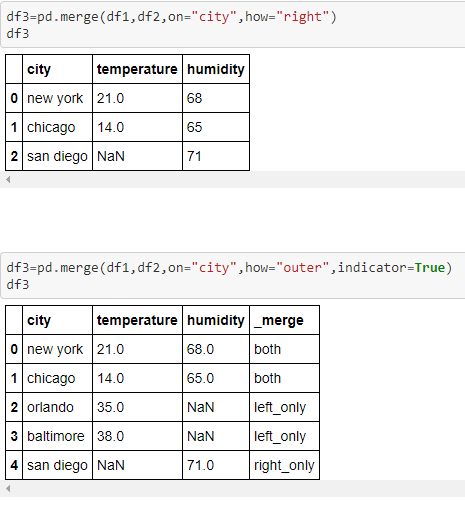 df3=pd.merge(df1,df2,on="city",how="right")
df3
city temperature humidity
0 new york 21.0 68
1 chicago 14.0 65
2 san diego NaN 71
df3=pd.merge(df1,df2,on="city",how="outer",indicator=True)
df3
city temperature humidity _merge
0 new york 21.0 68.0 both
1 chicago 14.0 65.0 both
2 orlando 35.0 NaN left_only
3 baltimore 38.0 NaN left_only
4 san diego NaN 71.0 right_only